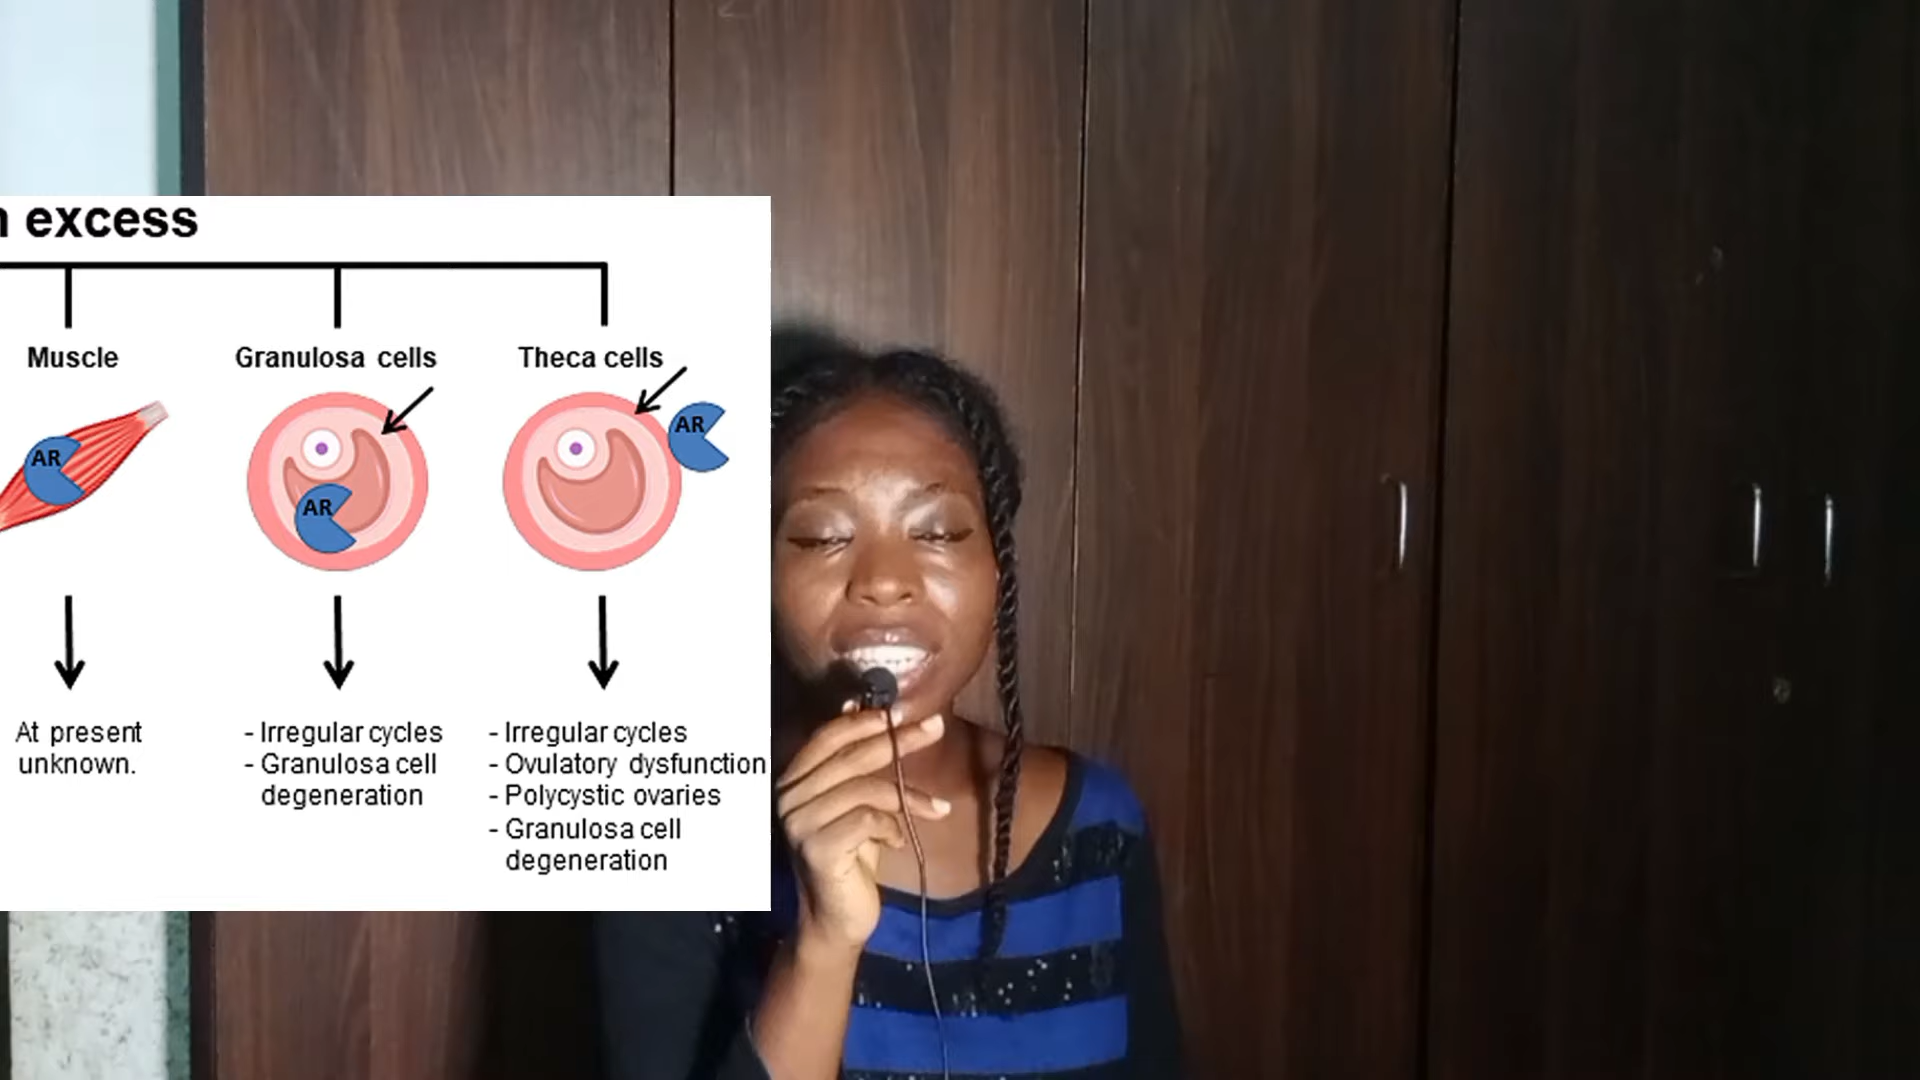 excess
Muscle
Granulosa cells
Theca cells
AR
AR
AR
At present
unknown.
- Irregular cycles
- Granulosa cell
degeneration
- Irregular cycles
- Ovulatory dysfunction
- Polycystic ovaries
- Granulosa cell
degeneration